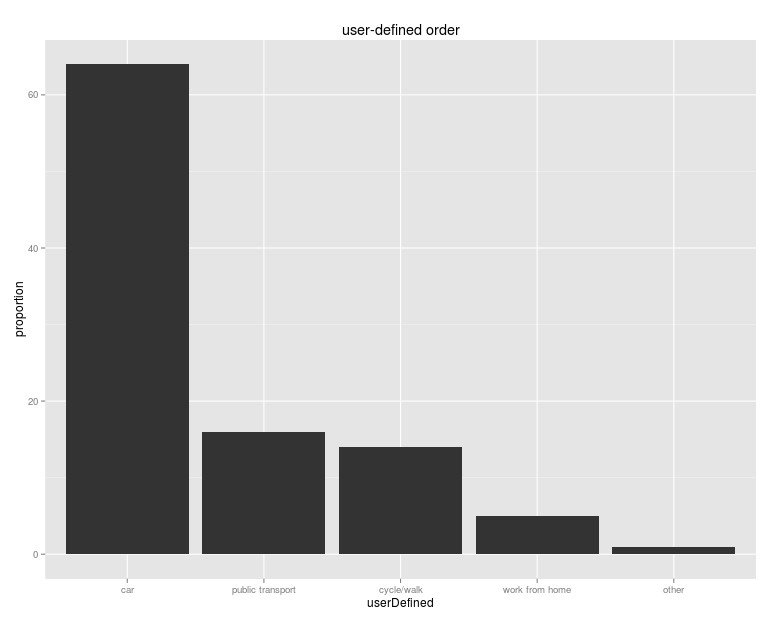 user-defined order
60
40
20
0
proportion
car public transport cycle/walk work from home other
userDefined